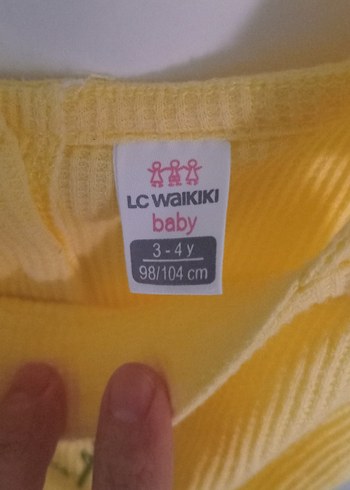 LC WAIKIKI
baby
3 - 4 y
98/104 cm